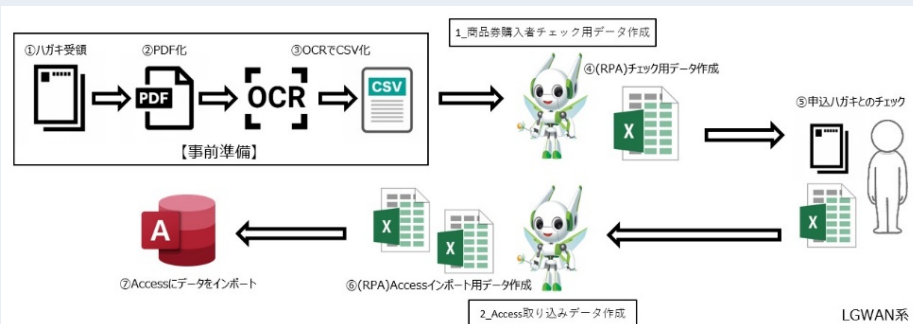 1_商品券購入者チェック用データ作成
①ハガキ受領
②PDF化
③OCRでCSV化
PDF
OCR
CSV
【事前準備】
④(RPA)チェック用データ作成
X
⑤申込ハガキとのチェック
X
X
X
A
⑦Accessにデータをインポート
⑥(RPA)Accessインポート用データ作成
2_Access取り込みデータ作成
LGWAN系